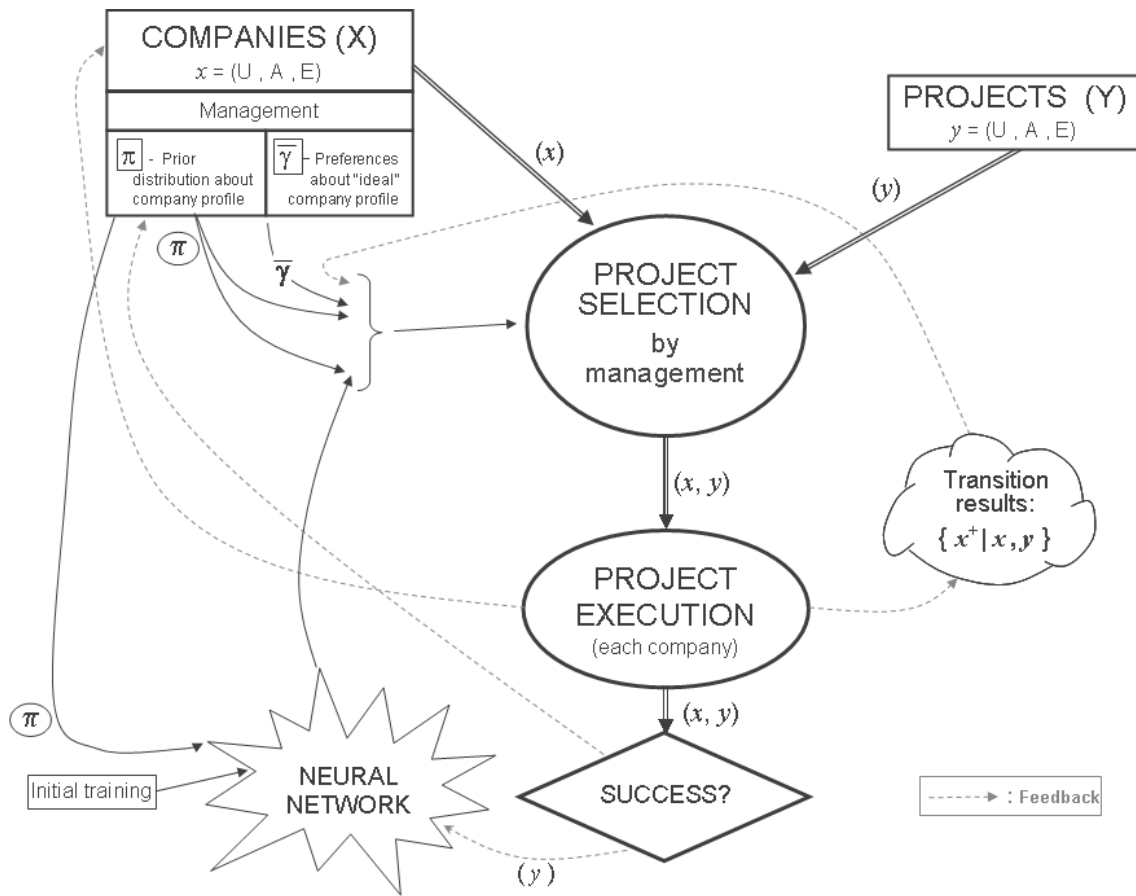 COMPANIES (X)
x = (U , A , E)
Management
π - Prior
distribution about
company profile
γ̅ – Preferences
about "ideal"
company profile
PROJECTS (Y)
y = (U , A , E)
(x)
(y)
π
γ̅
PROJECT
SELECTION
by
management
(x, y)
Transition
results:
{ x⁺ | x , y }
PROJECT
EXECUTION
(each company)
(x, y)
π
Initial training
NEURAL
NETWORK
SUCCESS?
(y)
: Feedback